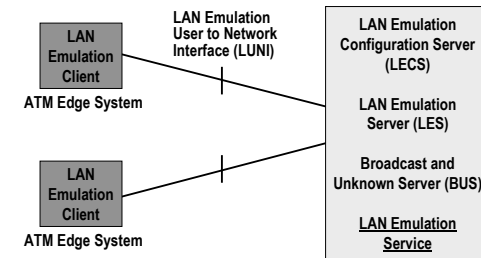 LAN
Emulation
Client
ATM Edge System
LAN Emulation
User to Network
Interface (LUNI)
LAN
Emulation
Client
ATM Edge System
LAN Emulation
Configuration Server
(LECS)
LAN Emulation
Server (LES)
Broadcast and
Unknown Server (BUS)
LAN Emulation
Service